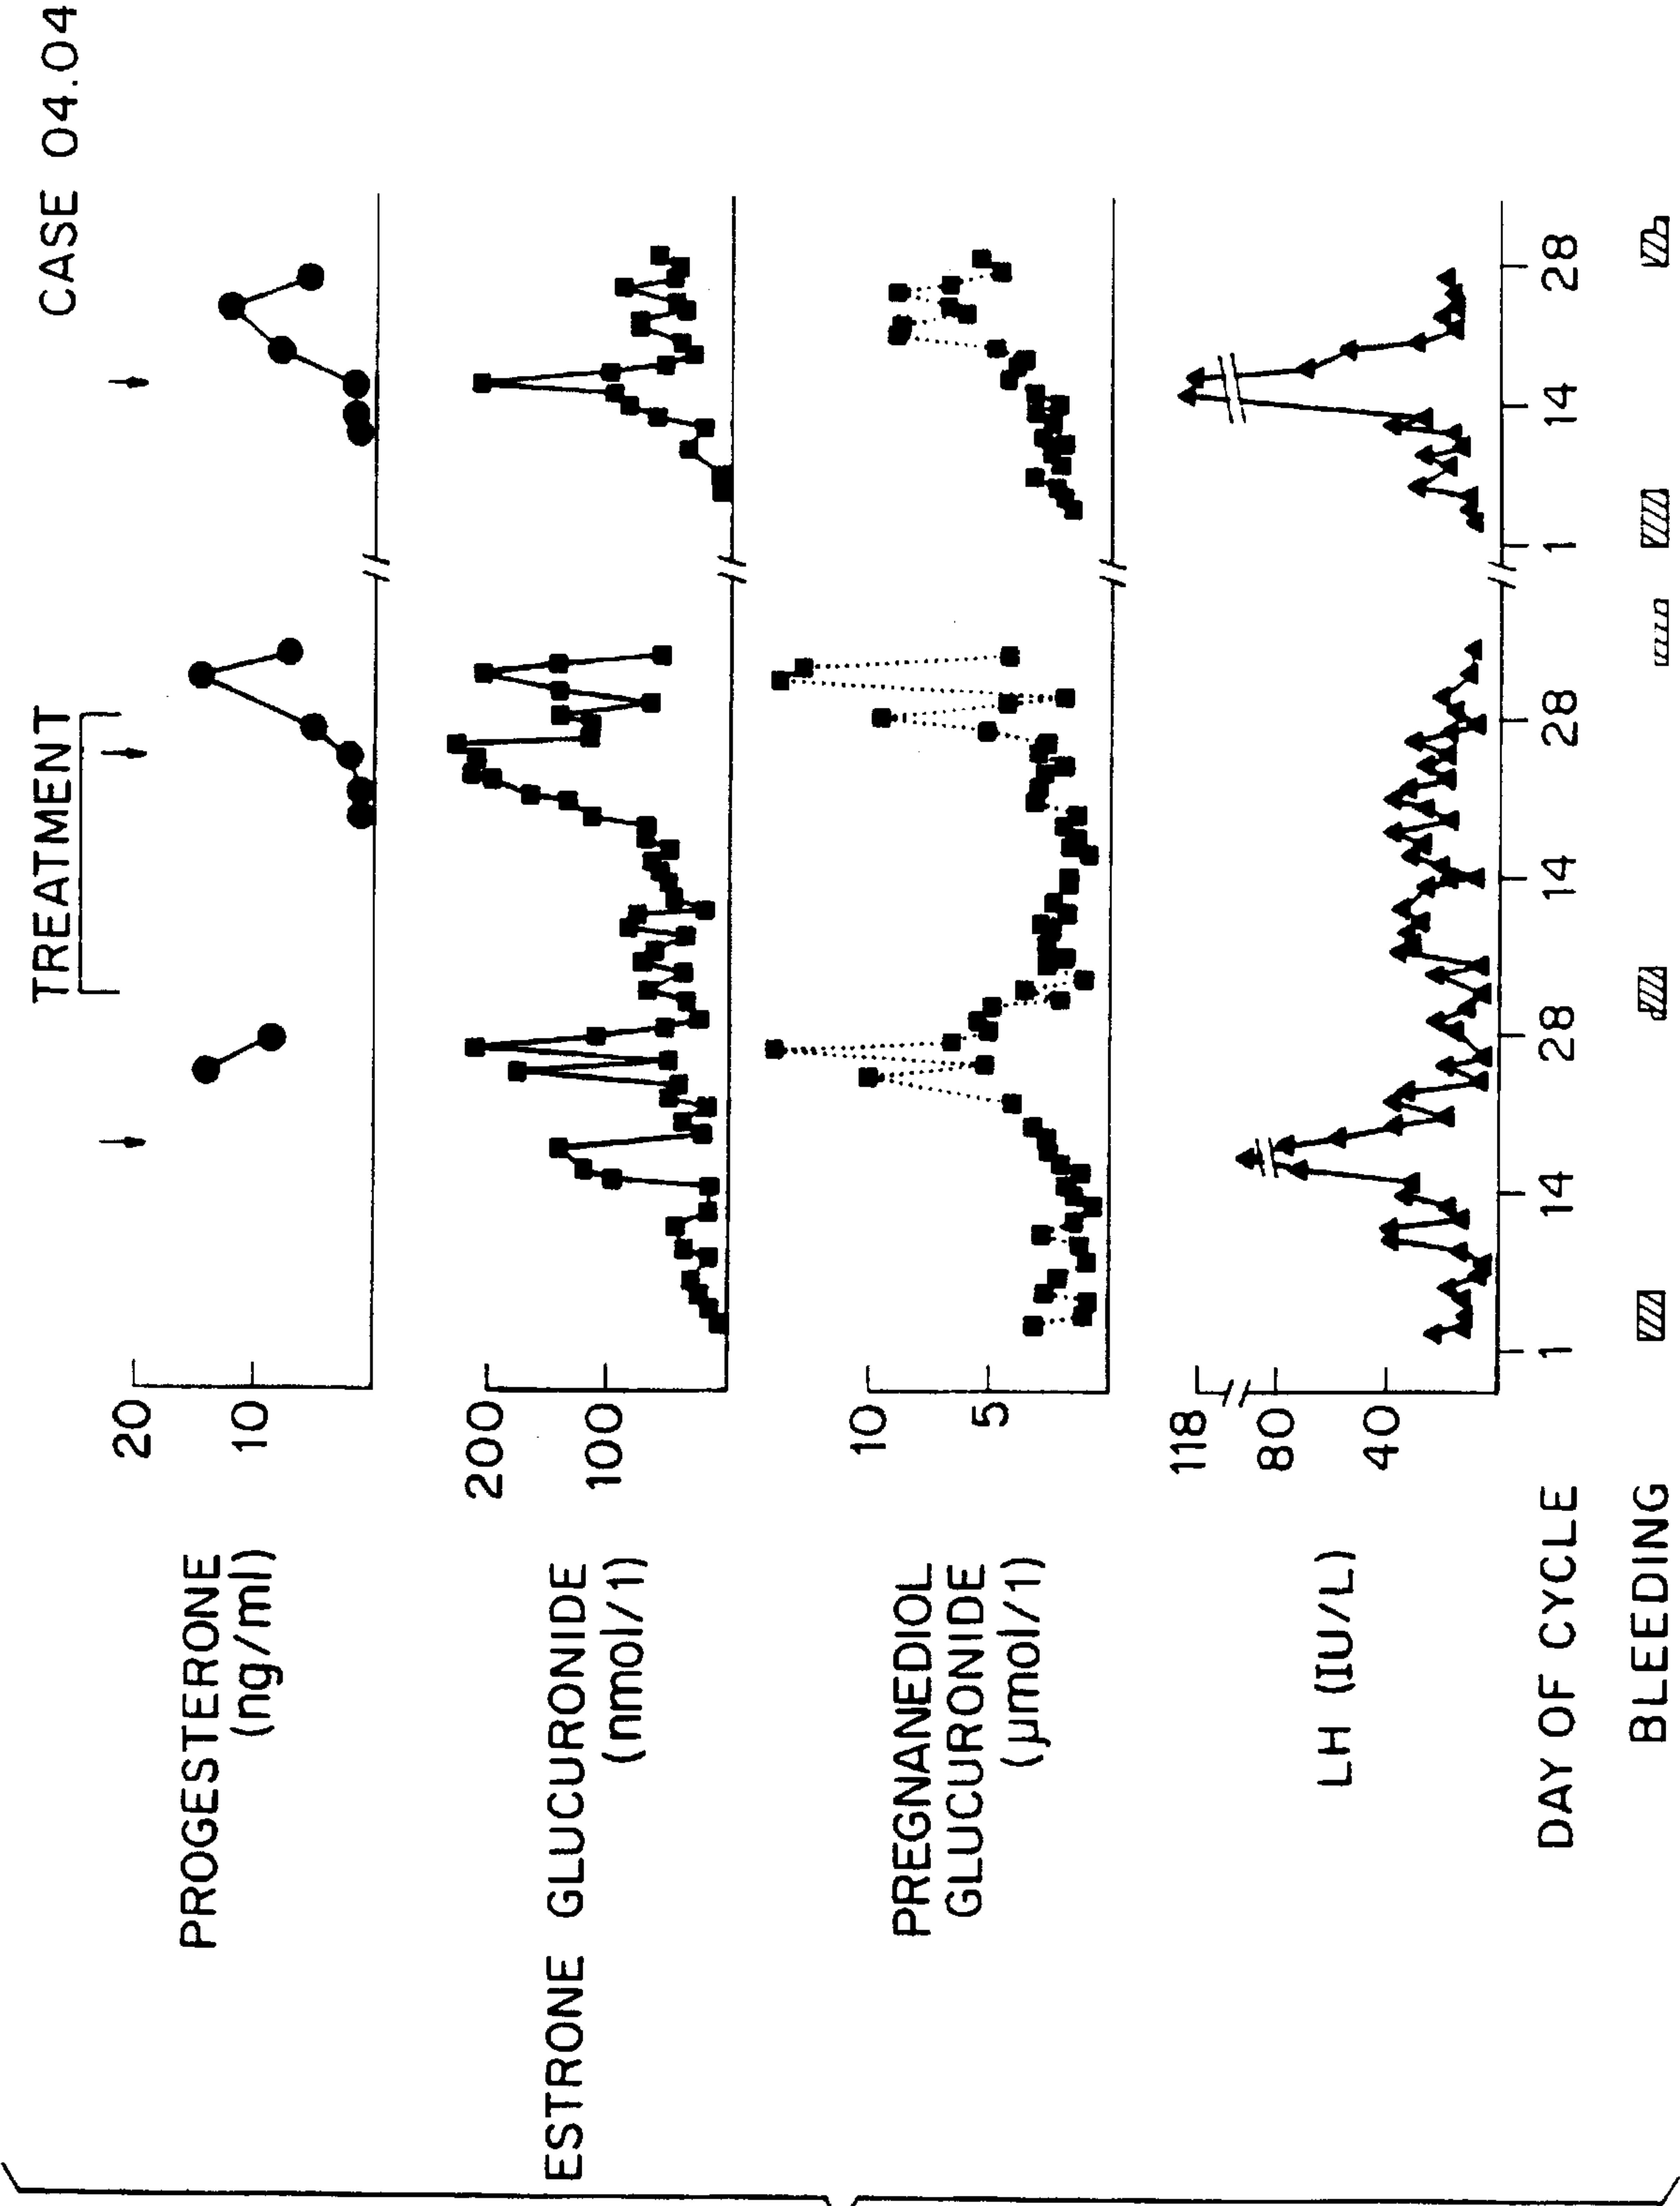 CASE 04.04
TREATMENT
PROGESTERONE
(ng/ml)
20
10
ESTRONE GLUCURONIDE
(nmol/1)
200
100
PREGNANEDIOL
GLUCURONIDE
(μmol/1)
10
5
LH (IU/L)
118
80
40
DAY OF CYCLE
1 14 28 14 28 1 14 28
BLEEDING